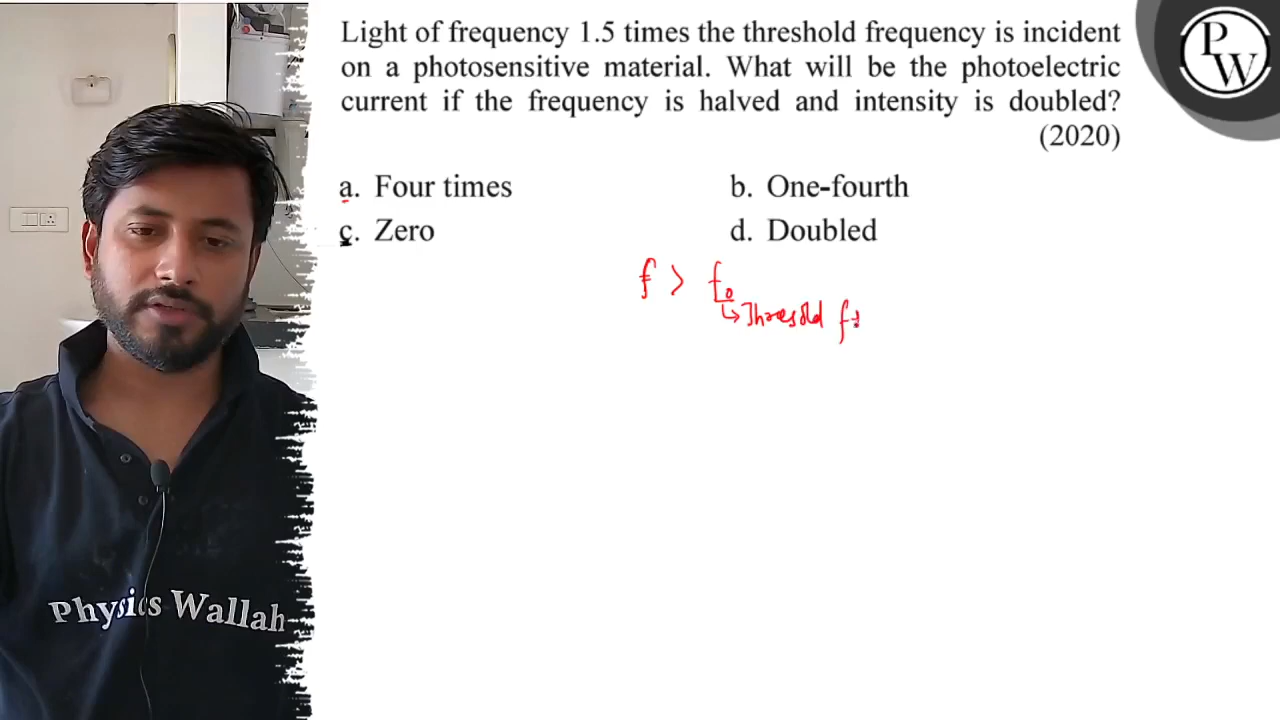 Light of frequency 1.5 times the threshold frequency is incident
on a photosensitive material. What will be the photoelectric
current if the frequency is halved and intensity is doubled?
(2020)
a. Four times
b. One-fourth
c. Zero
d. Doubled
f > f₀
↳ Thresold
PW
Physics Wallah